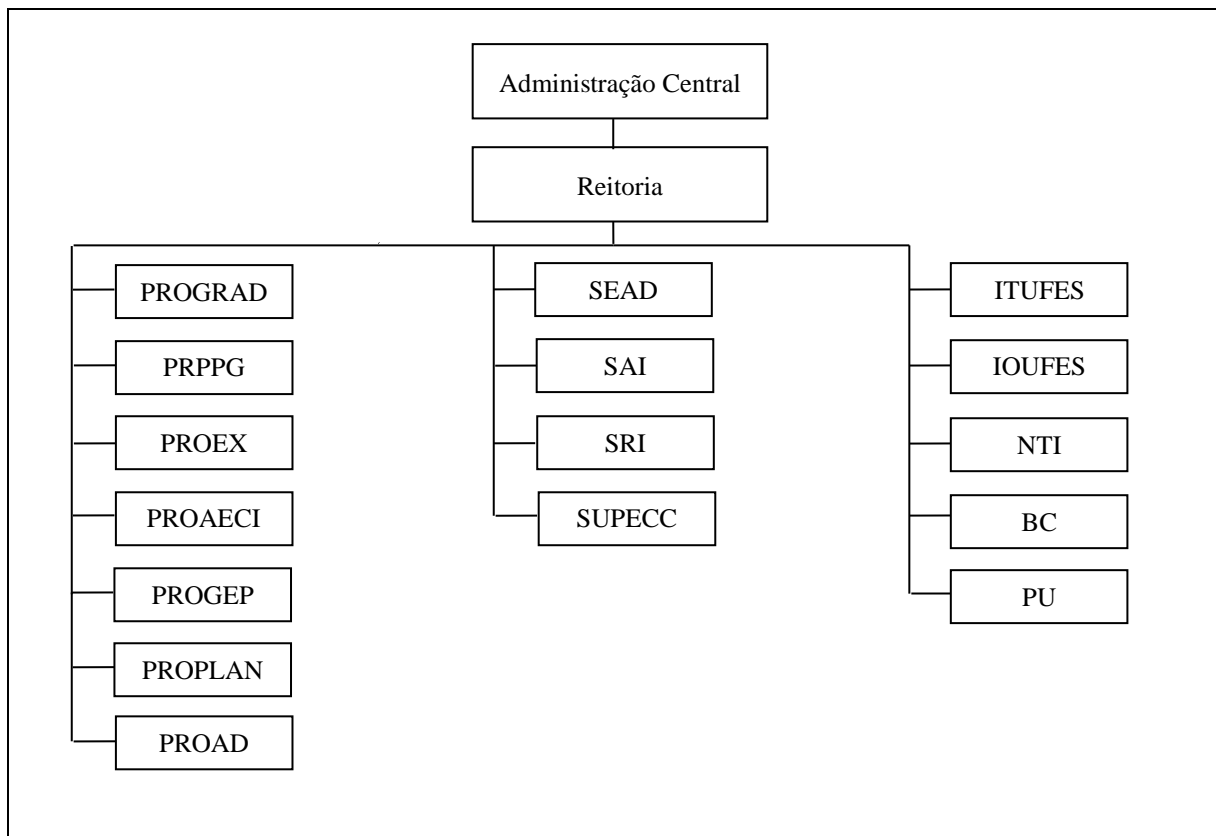 Administração Central
Reitoria
PROGRAD
PRPPG
PROEX
PROAECI
PROGEP
PROPLAN
PROAD
SEAD
SAI
SRI
SUPECC
ITUFES
IOUFES
NTI
BC
PU